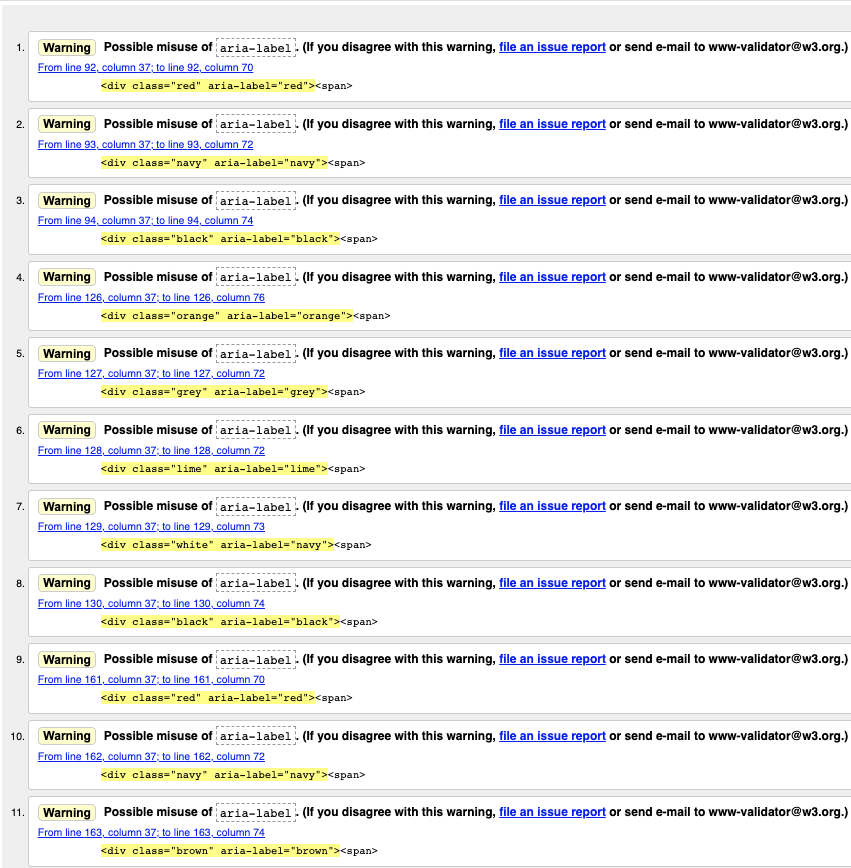 1. Warning Possible misuse of aria-label. (If you disagree with this warning, file an issue report or send e-mail to www-validator@w3.org.)
From line 92, column 37; to line 92, column 70
<div class="red" aria-label="red"><span>
2. Warning Possible misuse of aria-label. (If you disagree with this warning, file an issue report or send e-mail to www-validator@w3.org.)
From line 93, column 37; to line 93, column 72
<div class="navy" aria-label="navy"><span>
3. Warning Possible misuse of aria-label. (If you disagree with this warning, file an issue report or send e-mail to www-validator@w3.org.)
From line 94, column 37; to line 94, column 74
<div class="black" aria-label="black"><span>
4. Warning Possible misuse of aria-label. (If you disagree with this warning, file an issue report or send e-mail to www-validator@w3.org.)
From line 126, column 37; to line 126, column 76
<div class="orange" aria-label="orange"><span>
5. Warning Possible misuse of aria-label. (If you disagree with this warning, file an issue report or send e-mail to www-validator@w3.org.)
From line 127, column 37; to line 127, column 72
<div class="grey" aria-label="grey"><span>
6. Warning Possible misuse of aria-label. (If you disagree with this warning, file an issue report or send e-mail to www-validator@w3.org.)
From line 128, column 37; to line 128, column 72
<div class="lime" aria-label="lime"><span>
7. Warning Possible misuse of aria-label. (If you disagree with this warning, file an issue report or send e-mail to www-validator@w3.org.)
From line 129, column 37; to line 129, column 73
<div class="white" aria-label="navy"><span>
8. Warning Possible misuse of aria-label. (If you disagree with this warning, file an issue report or send e-mail to www-validator@w3.org.)
From line 130, column 37; to line 130, column 74
<div class="black" aria-label="black"><span>
9. Warning Possible misuse of aria-label. (If you disagree with this warning, file an issue report or send e-mail to www-validator@w3.org.)
From line 161, column 37; to line 161, column 70
<div class="red" aria-label="red"><span>
10. Warning Possible misuse of aria-label. (If you disagree with this warning, file an issue report or send e-mail to www-validator@w3.org.)
From line 162, column 37; to line 162, column 72
<div class="navy" aria-label="navy"><span>
11. Warning Possible misuse of aria-label. (If you disagree with this warning, file an issue report or send e-mail to www-validator@w3.org.)
From line 163, column 37; to line 163, column 74
<div class="brown" aria-label="brown"><span>